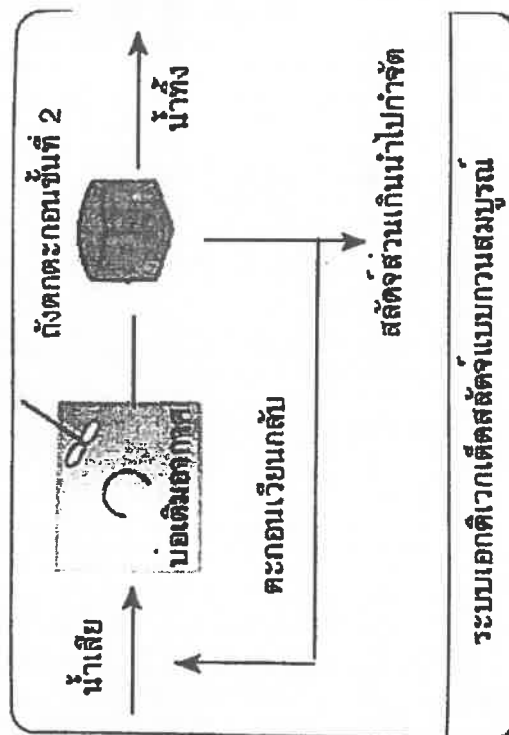 น้ำเสีย
บ่อเติมอากาศ
ถังตกตะกอนชั้นที่ 2
น้ำทิ้ง
ตะกอนเวียนกลับ
สลัดจ์ส่วนเกินนำไปกำจัด
ระบบเอกติเวกเต็ดสลัดจ์แบบกวนสมบูรณ์